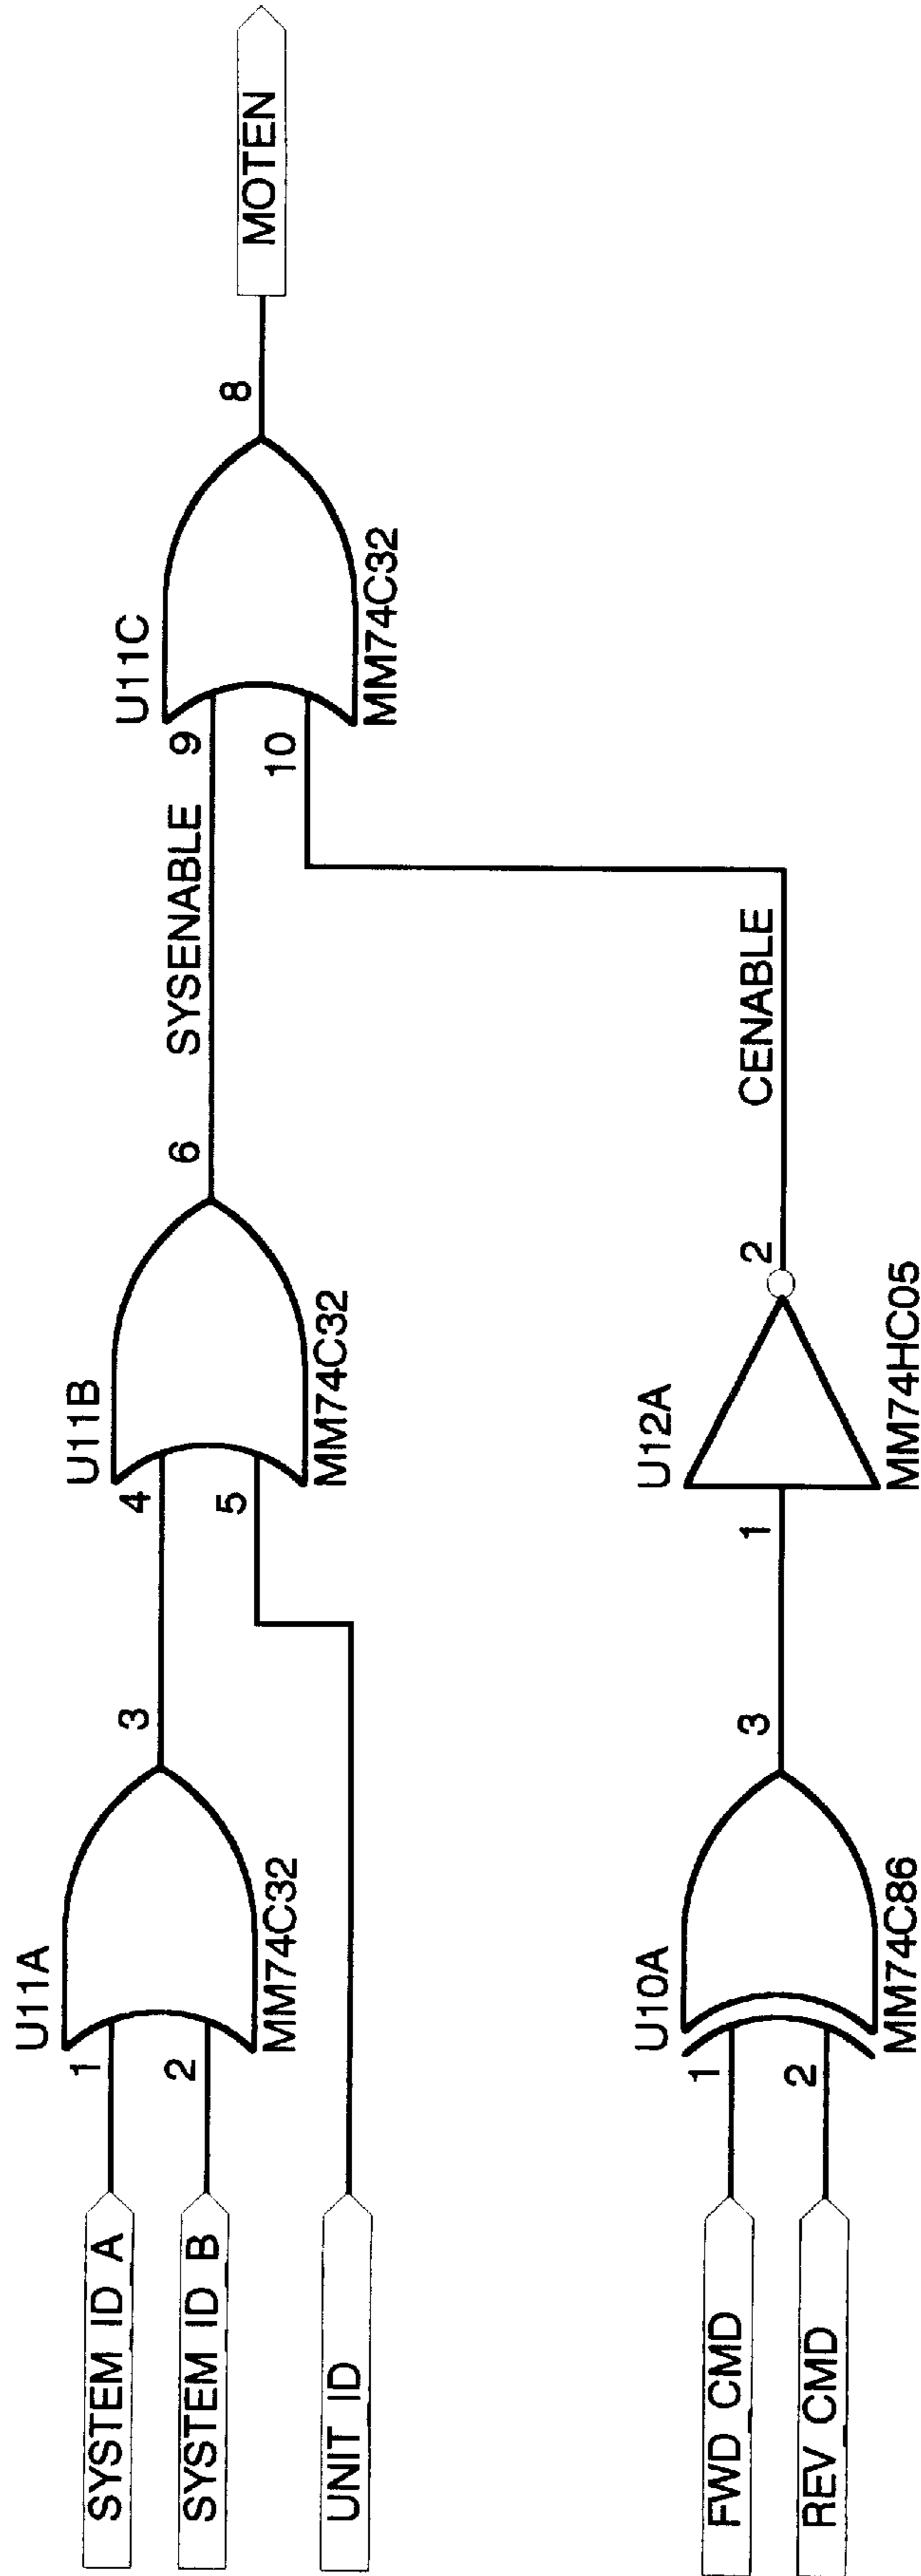 SYSTEM ID A
SYSTEM ID B
UNIT ID
1
2
U11A
MM74C32
3
4
5
U11B
MM74C32
6
SYSENABLE
9
10
U11C
MM74C32
8
MOTEN
FWD CMD
REV CMD
1
2
U10A
MM74C86
3
1
U12A
MM74HC05
2
CENABLE